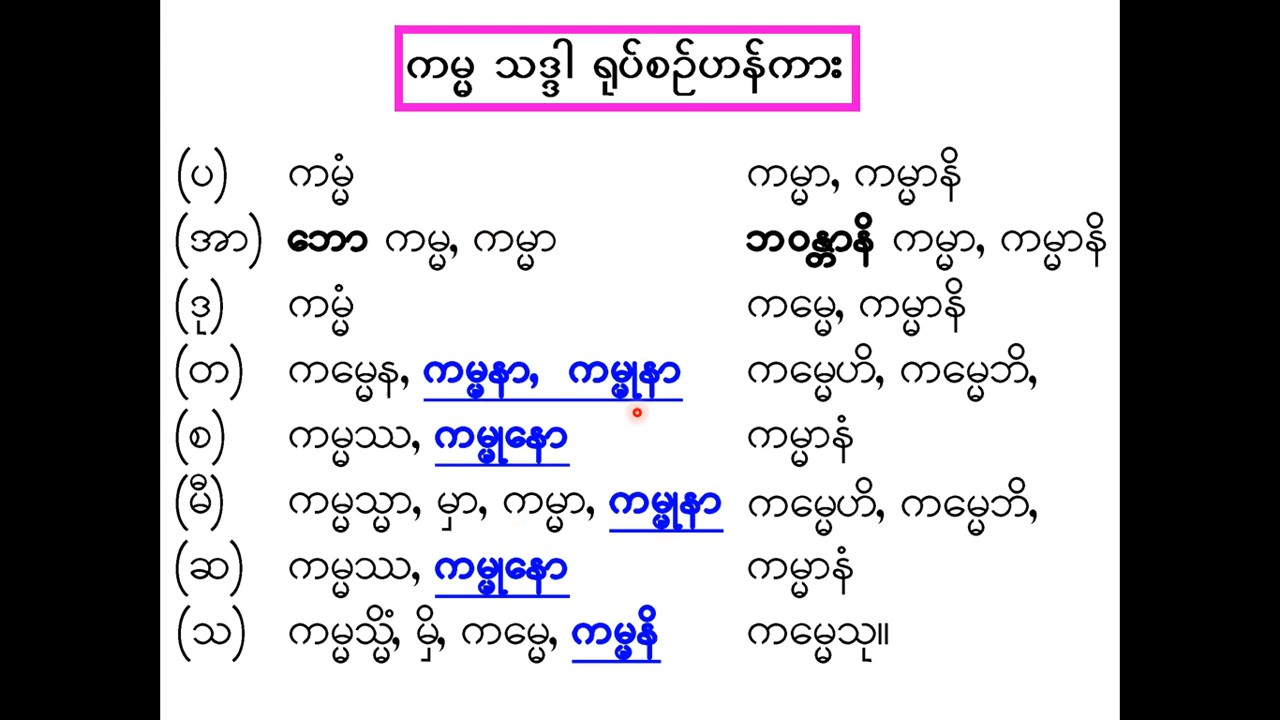 ကမ္မ သဒ္ဒါ ရုပ်စဉ်ဟန်ကား
(ပ) ကမ္မံ ကမ္မာ, ကမ္မာနိ
(အာ) ဘော ကမ္မ, ကမ္မာ ဘဝန္တာနိ ကမ္မာ, ကမ္မာနိ
(ဒု) ကမ္မံ ကမ္မေ, ကမ္မာနိ
(တ) ကမ္မေန, ကမ္မနာ, ကမ္မုနာ ကမ္မေဟိ, ကမ္မေဘိ,
(စ) ကမ္မဿ, ကမ္မုနော ကမ္မာနံ
(မီ) ကမ္မသ္မာ, မှာ, ကမ္မာ, ကမ္မုနာ ကမ္မေဟိ, ကမ္မေဘိ,
(ဆ) ကမ္မဿ, ကမ္မုနော ကမ္မာနံ
(သ) ကမ္မသ္မိံ, မှိ, ကမ္မေ, ကမ္မနိ ကမ္မေသု။